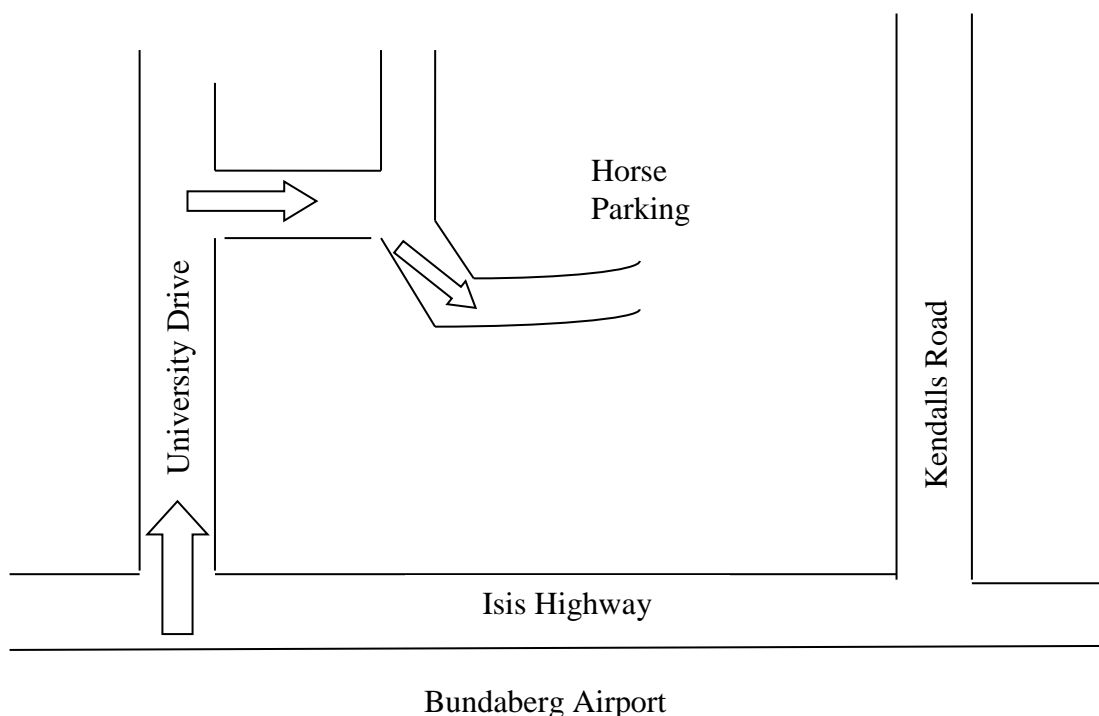 Horse
Parking
University Drive
Kendalls Road
Isis Highway
Bundaberg Airport